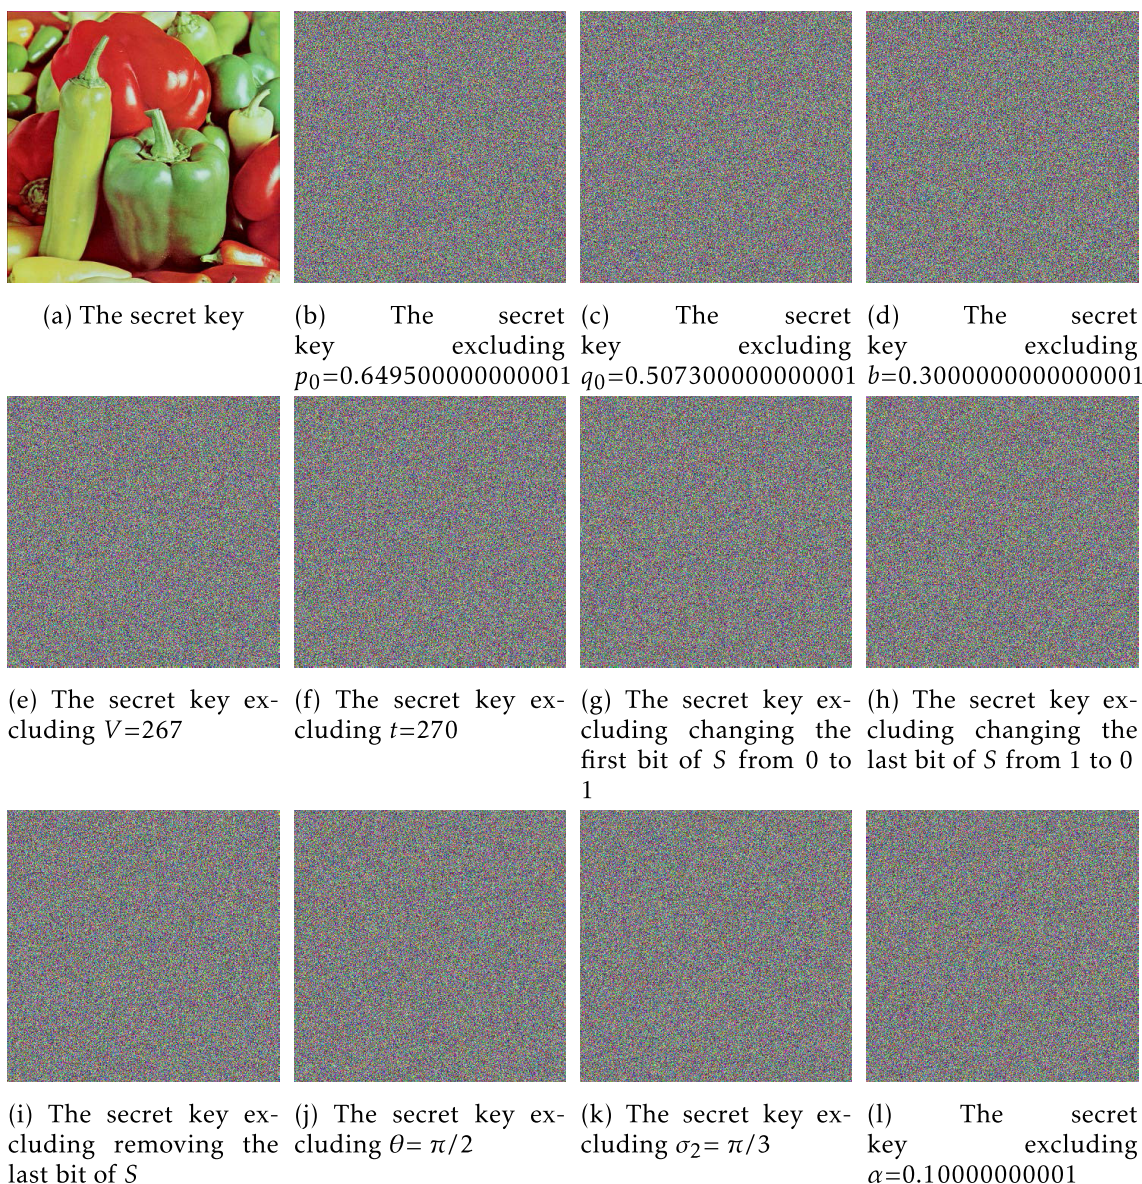 (a) The secret key
(b) The secret
key excluding
p₀=0.649500000000001
(c) The secret
key excluding
q₀=0.507300000000001
(d) The secret
key excluding
b=0.3000000000000001
(e) The secret key ex-
cluding V=267
(f) The secret key ex-
cluding t=270
(g) The secret key ex-
cluding changing the
first bit of S from 0 to
1
(h) The secret key ex-
cluding changing the
last bit of S from 1 to 0
(i) The secret key ex-
cluding removing the
last bit of S
(j) The secret key ex-
cluding θ= π/2
(k) The secret key ex-
cluding σ₂= π/3
(l) The secret
key excluding
α=0.10000000001